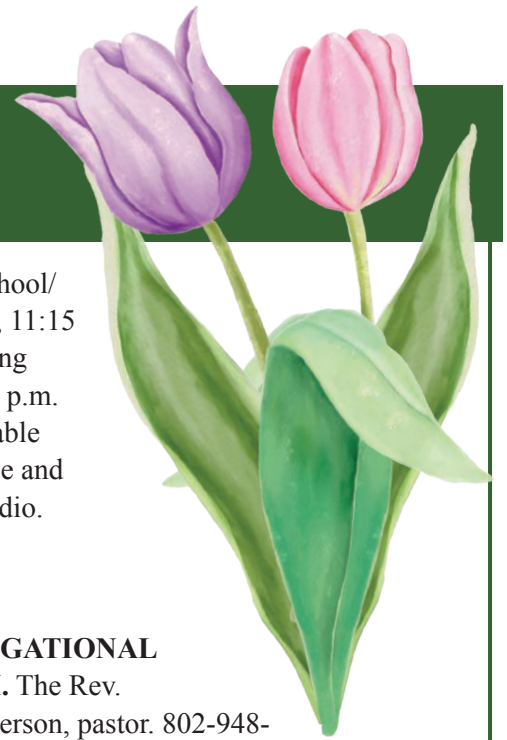 hool/
, 11:15
ng
p.m.
able
e and
dio.
GATIONAL
. The Rev.
erson, pastor. 802-948-